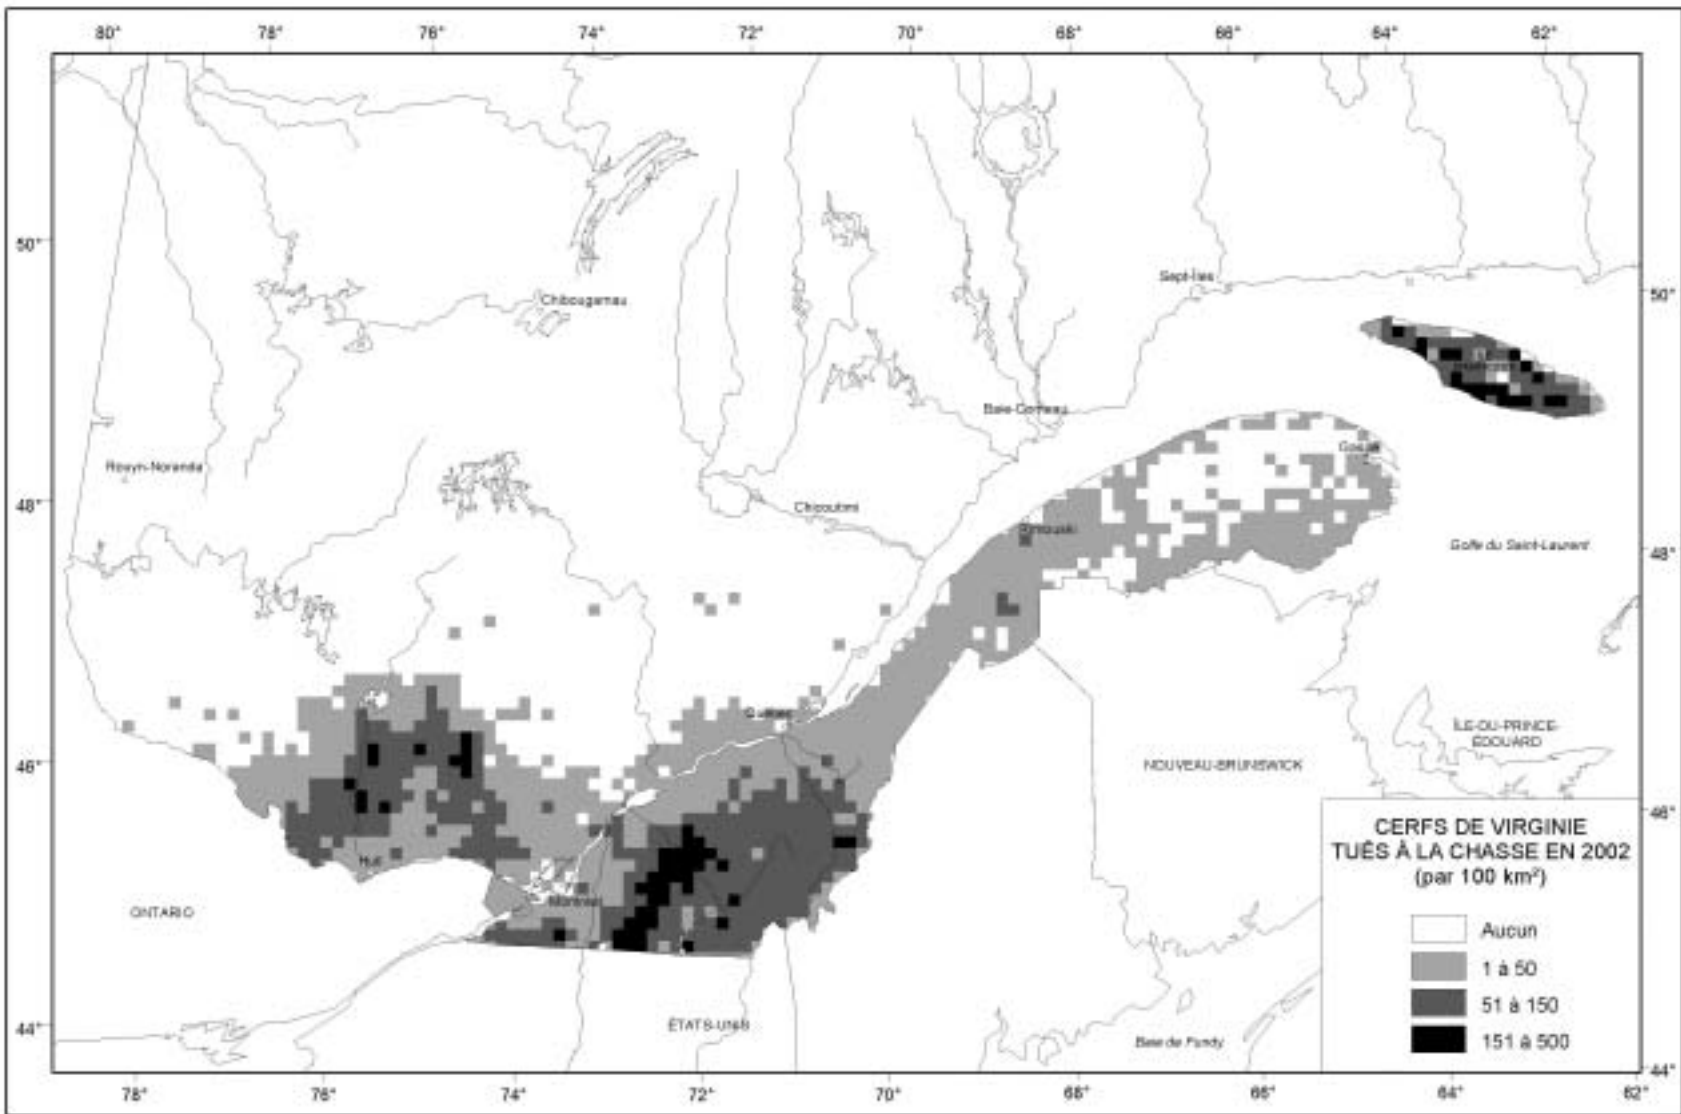 80° 78° 76° 74° 72° 70° 68° 66° 64° 62°
50°
Sept-Îles
50°
Chibougamau
Baie-Comeau
Gaspé
Rouyn-Noranda
48°
Chicoutimi
Rimouski
Golfe du Saint-Laurent
48°
Québec
ÎLE-DU-PRINCE-
ÉDOUARD
46°
NOUVEAU-BRUNSWICK
46°
CERFS DE VIRGINIE
TUÉS À LA CHASSE EN 2002
(par 100 km²)
Hull
Montréal
ONTARIO
Aucun
1 à 50
51 à 150
151 à 500
44°
ÉTATS-UNIS
Baie de Fundy
44°
78° 76° 74° 72° 70° 68° 66° 64° 62°